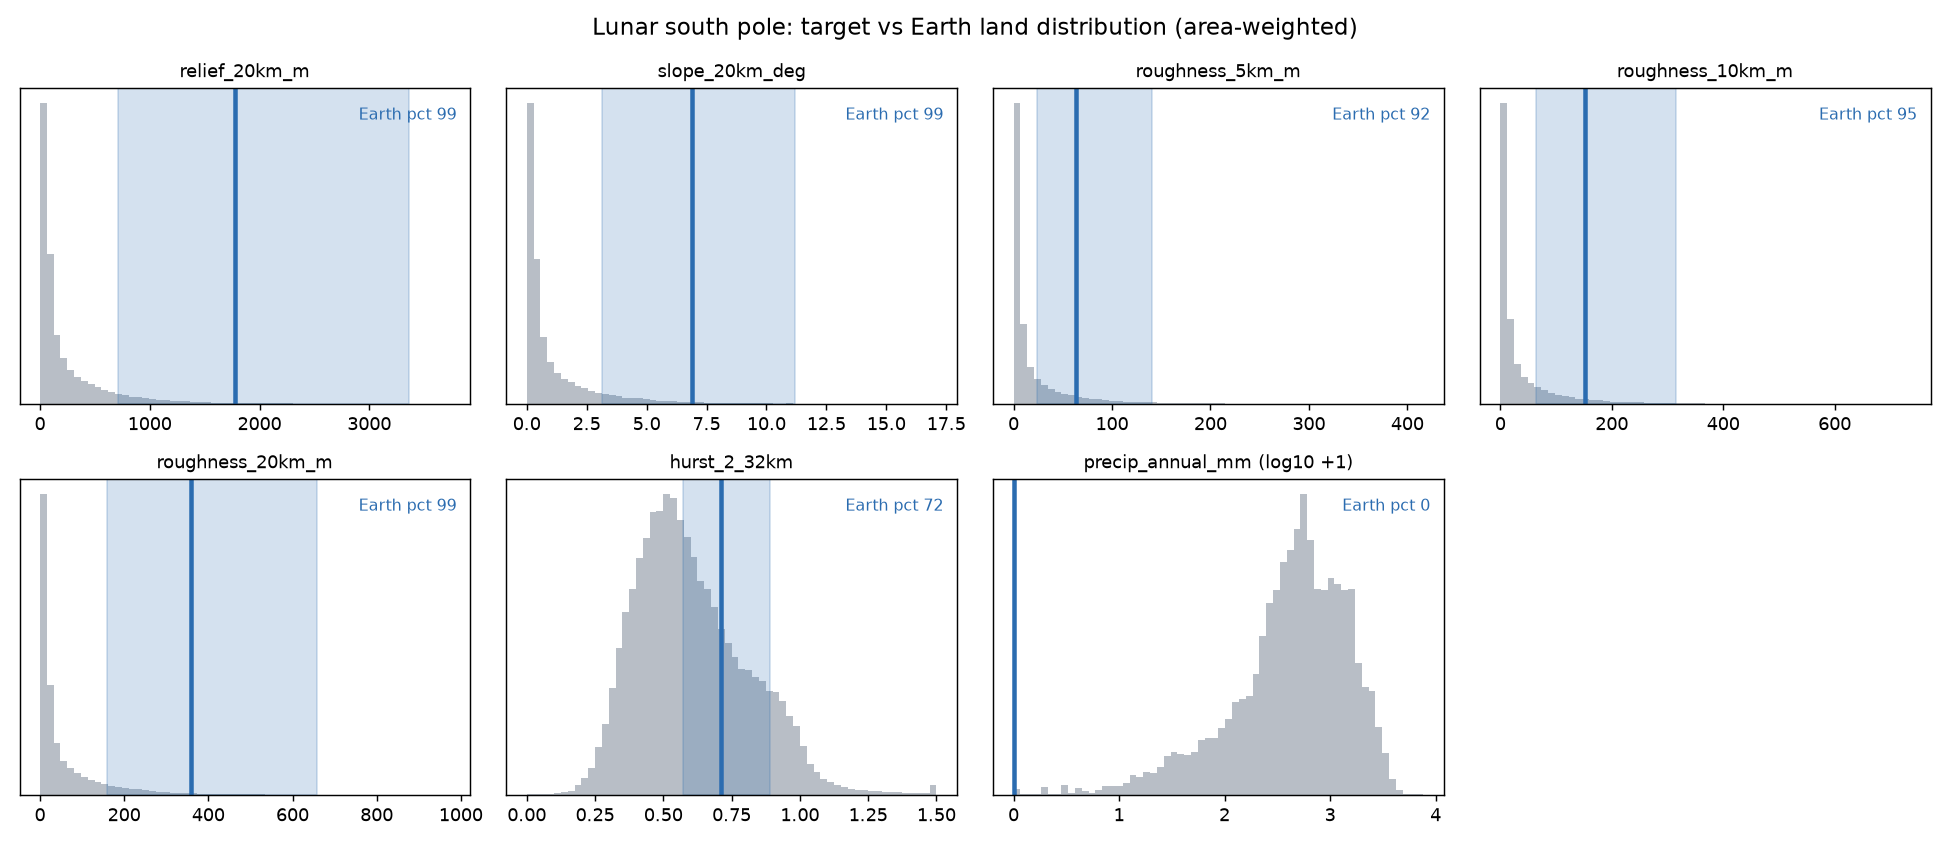 Lunar south pole: target vs Earth land distribution (area-weighted)
relief_20km_m
slope_20km_deg
roughness_5km_m
roughness_10km_m
Earth pct 99
Earth pct 99
Earth pct 92
Earth pct 95
0 1000 2000 3000
0.0 2.5 5.0 7.5 10.0 12.5 15.0 17.5
0 100 200 300 400
0 200 400 600
roughness_20km_m
hurst_2_32km
precip_annual_mm (log10 +1)
Earth pct 99
Earth pct 72
Earth pct 0
0 200 400 600 800 1000
0.00 0.25 0.50 0.75 1.00 1.25 1.50
0 1 2 3 4